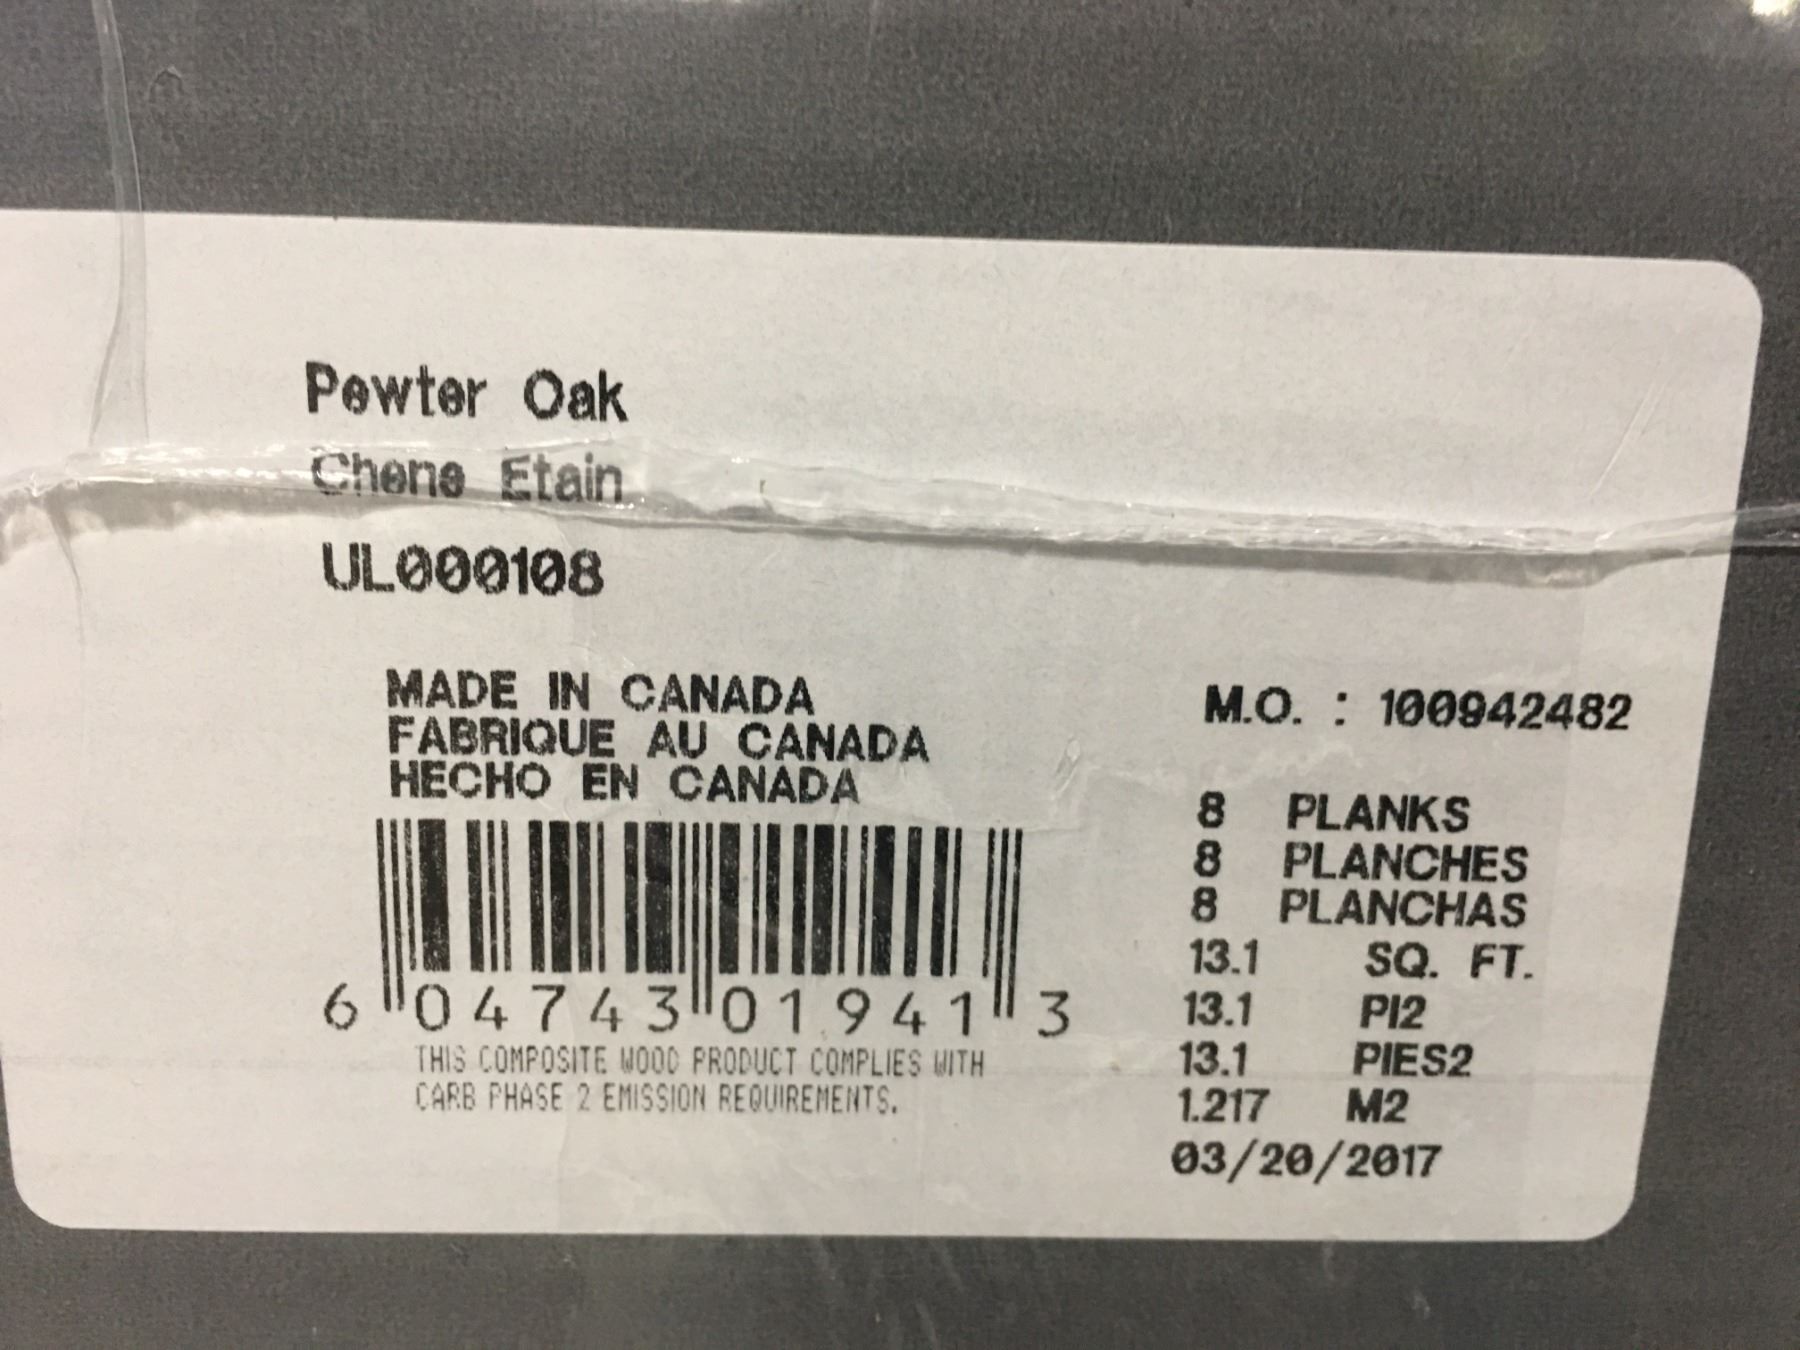 Pewter Oak
Chene Etain
UL000108
MADE IN CANADA
FABRIQUE AU CANADA
HECHO EN CANADA
6 04743 01941 3
THIS COMPOSITE WOOD PRODUCT COMPLIES WITH
CARB PHASE 2 EMISSION REQUIREMENTS.
M.O. : 100942482
8 PLANKS
8 PLANCHES
8 PLANCHAS
13.1 SQ. FT.
13.1 PI2
13.1 PIES2
1.217 M2
03/20/2017